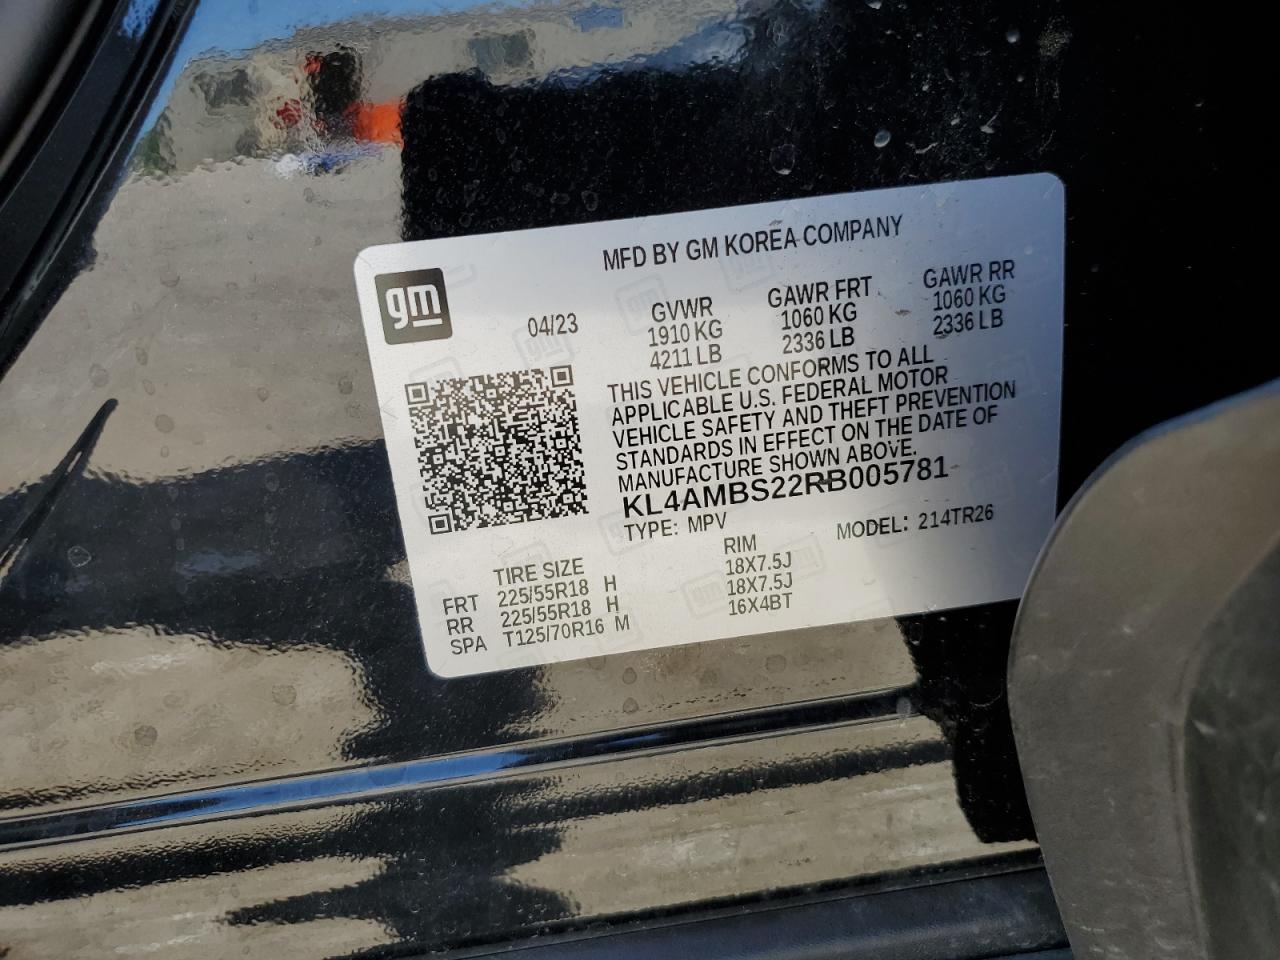 MFD BY GM KOREA COMPANY
gm
04/23
GVWR GAWR FRT GAWR RR
1910 KG 1060 KG 1060 KG
4211 LB 2336 LB 2336 LB
THIS VEHICLE CONFORMS TO ALL
APPLICABLE U.S. FEDERAL MOTOR
VEHICLE SAFETY AND THEFT PREVENTION
STANDARDS IN EFFECT ON THE DATE OF
MANUFACTURE SHOWN ABOVE.
KL4AMBS22RB005781
TYPE: MPV MODEL: 214TR26
TIRE SIZE RIM
FRT 225/55R18 H 18X7.5J
RR 225/55R18 H 18X7.5J
SPA T125/70R16 M 16X4BT